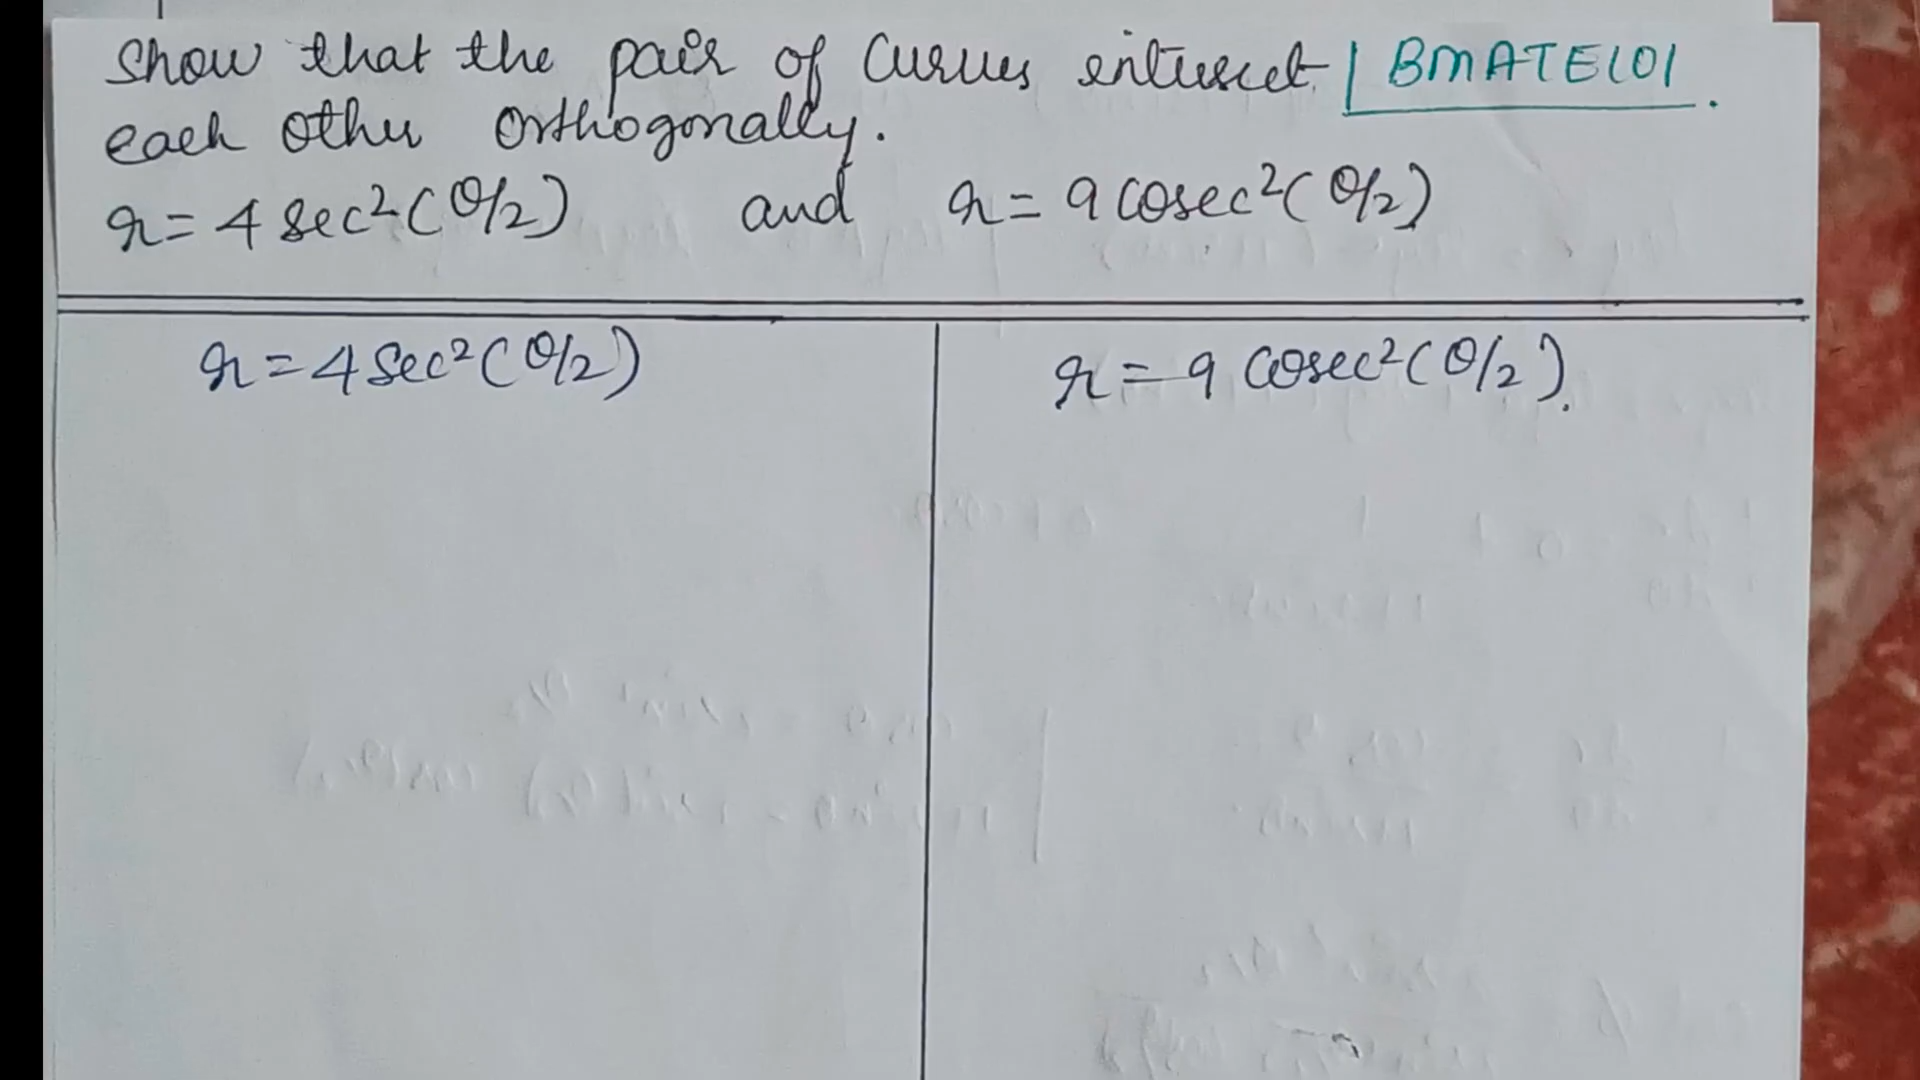 Show that the pair of Curves intersect BMATE101.
each other orthogonally.
r = 4 sec²(θ/2) and r = 9 cosec²(θ/2)
r = 4 Sec²(θ/2)
r = 9 Cosec²(θ/2).